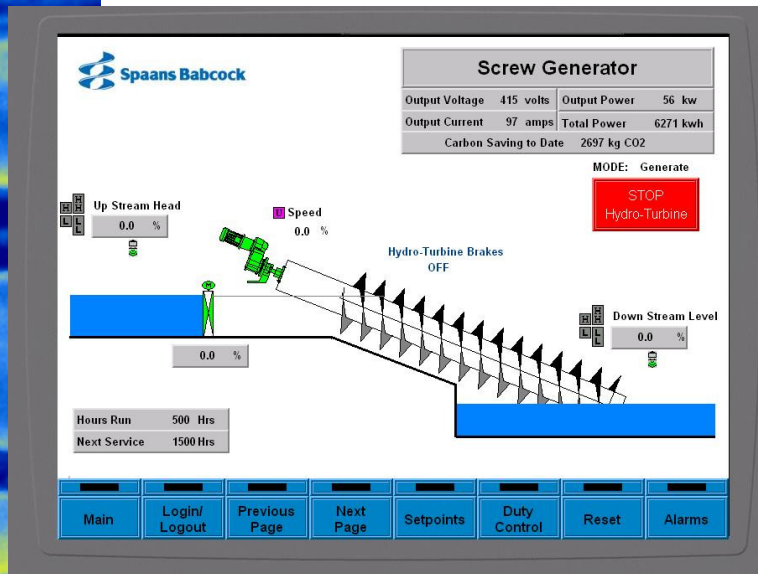 Spaans Babcock
Screw Generator
Output Voltage 415 volts Output Power 56 kw
Output Current 97 amps Total Power 6271 kwh
Carbon Saving to Date 2697 kg CO2
MODE: Generate
STOP
Hydro-Turbine
H H
L L
Up Stream Head
0.0 %
U Speed
0.0 %
Hydro-Turbine Brakes
OFF
M
H H
L L
Down Stream Level
0.0 %
0.0 %
Hours Run 500 Hrs
Next Service 1500 Hrs
Main
Login/
Logout
Previous
Page
Next
Page
Setpoints
Duty
Control
Reset
Alarms